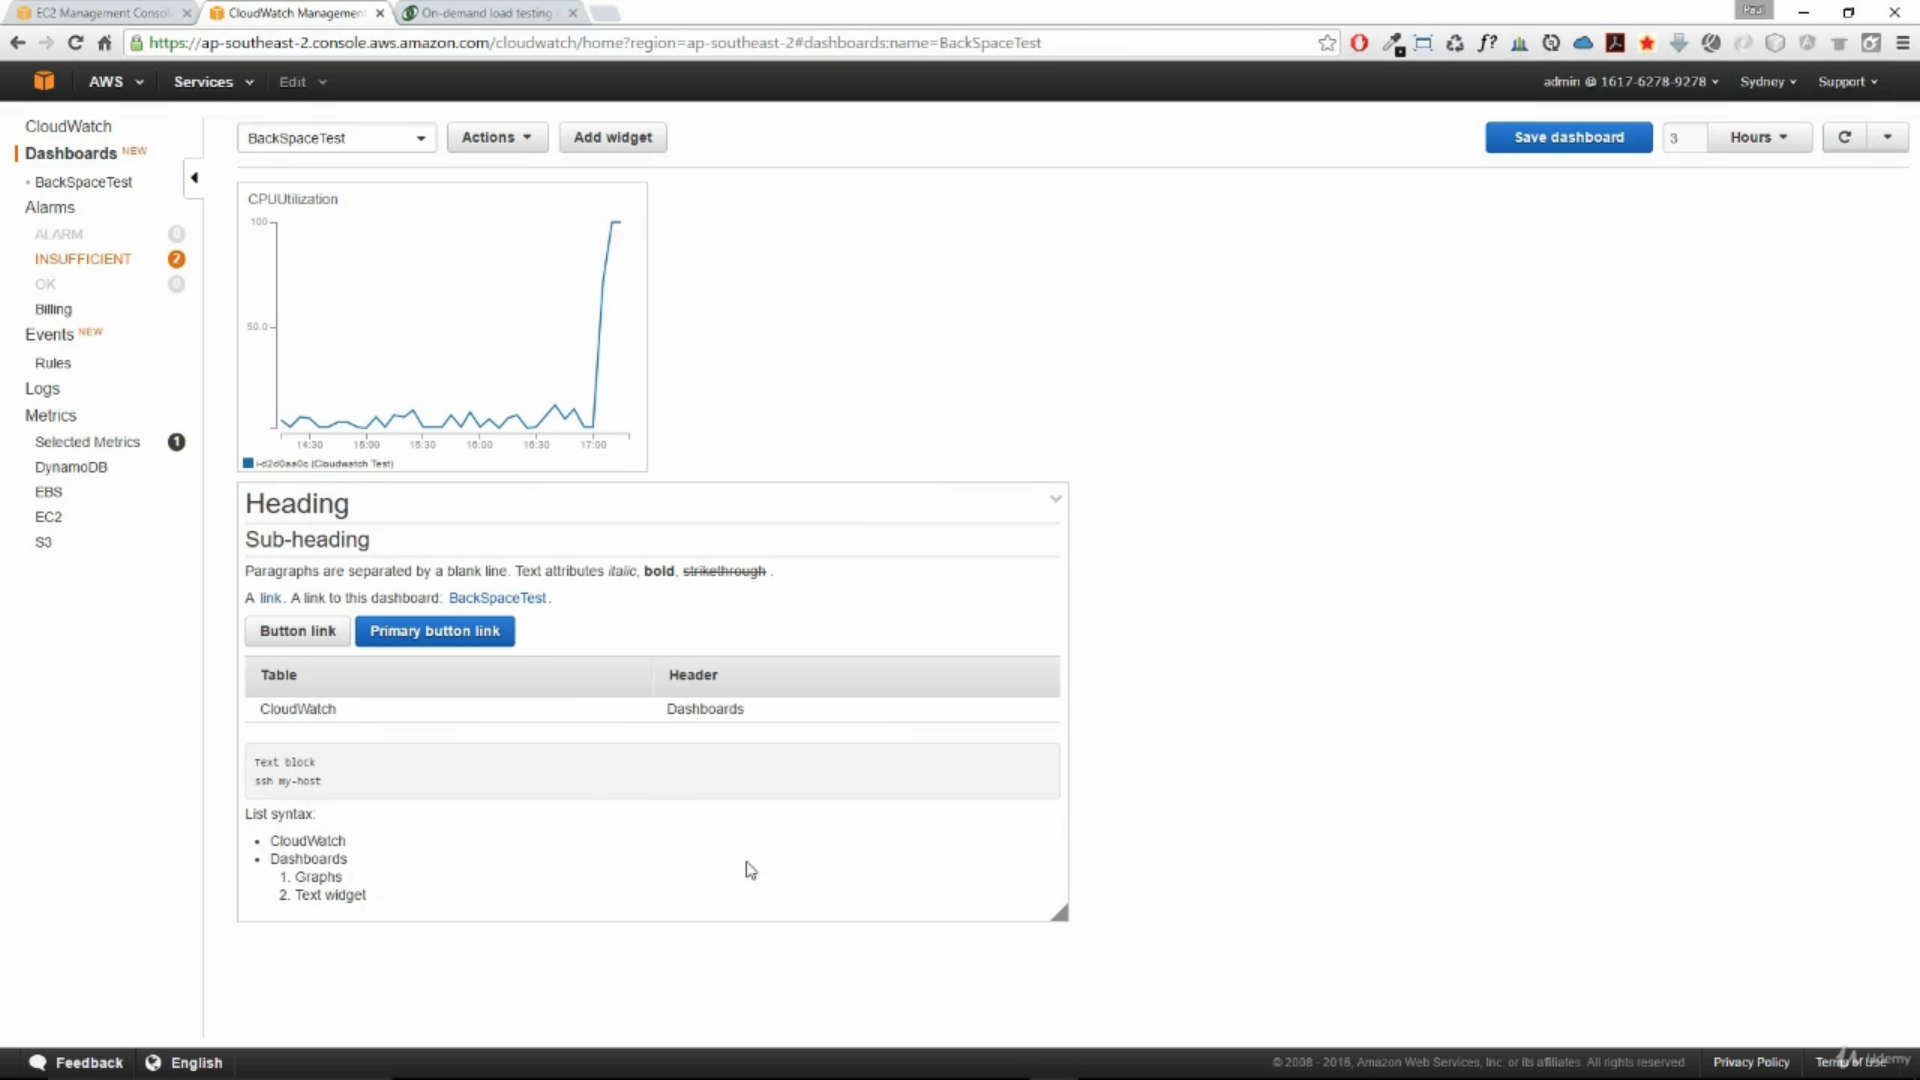 EC2 Management Consol
CloudWatch Managemen
On-demand load testing
Paul
https://ap-southeast-2.console.aws.amazon.com/cloudwatch/home?region=ap-southeast-2#dashboards:name=BackSpaceTest
f?
AWS
Services
Edit
admin @ 1617-6278-9278
Sydney
Support
CloudWatch
Dashboards NEW
BackSpaceTest
Alarms
ALARM 0
INSUFFICIENT 2
OK 0
Billing
Events NEW
Rules
Logs
Metrics
Selected Metrics 1
DynamoDB
EBS
EC2
S3
BackSpaceTest
Actions
Add widget
Save dashboard
3
Hours
CPUUtilization
100
50.0
14:30 15:00 15:30 16:00 16:30 17:00
(Cloudwatch Test)
Heading
Sub-heading
Paragraphs are separated by a blank line. Text attributes italic, bold, strikethrough .
A link. A link to this dashboard: BackSpaceTest.
Button link
Primary button link
Table Header
CloudWatch Dashboards
Text block
ssh my-host
List syntax:
• CloudWatch
• Dashboards
1. Graphs
2. Text widget
Feedback
English
© 2008 - 2016, Amazon Web Services, Inc. or its affiliates. All rights reserved.
Privacy Policy
Terms of Use
Udemy